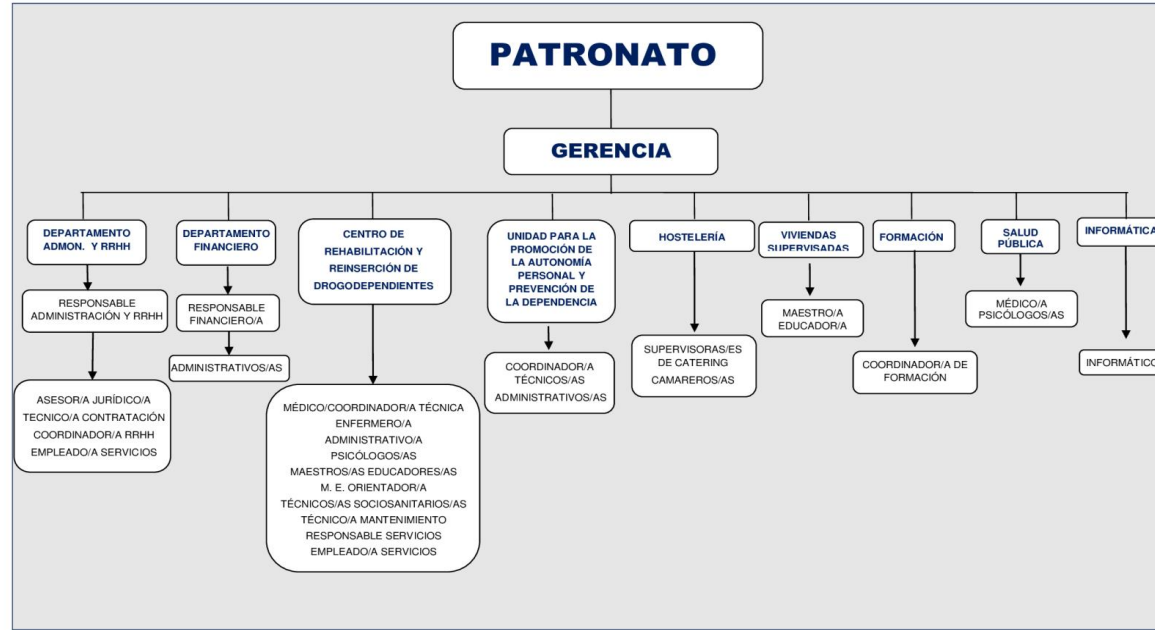 PATRONATO
GERENCIA
DEPARTAMENTO
ADMON. Y RRHH
RESPONSABLE
ADMINISTRACIÓN Y RRHH
ASESOR/A JURÍDICO/A
TECNICO/A CONTRATACIÓN
COORDINADOR/A RRHH
EMPLEADO/A SERVICIOS
DEPARTAMENTO
FINANCIERO
RESPONSABLE
FINANCIERO/A
ADMINISTRATIVOS/AS
CENTRO DE
REHABILITACIÓN Y
REINSERCIÓN DE
DROGODEPENDIENTES
MÉDICO/COORDINADOR/A TÉCNICA
ENFERMERO/A
ADMINISTRATIVO/A
PSICÓLOGOS/AS
MAESTROS/AS EDUCADORES/AS
M. E. ORIENTADOR/A
TÉCNICOS/AS SOCIOSANITARIOS/AS
TÉCNICO/A MANTENIMIENTO
RESPONSABLE SERVICIOS
EMPLEADO/A SERVICIOS
UNIDAD PARA LA
PROMOCIÓN DE
LA AUTONOMÍA
PERSONAL Y
PREVENCIÓN DE
LA DEPENDENCIA
COORDINADOR/A
TÉCNICOS/AS
ADMINISTRATIVOS/AS
HOSTELERÍA
SUPERVISORAS/ES
DE CATERING
CAMAREROS/AS
VIVIENDAS
SUPERVISADAS
MAESTRO/A
EDUCADOR/A
FORMACIÓN
COORDINADOR/A DE
FORMACIÓN
SALUD
PÚBLICA
MÉDICO/A
PSICÓLOGOS/AS
INFORMÁTICA
INFORMÁTICO